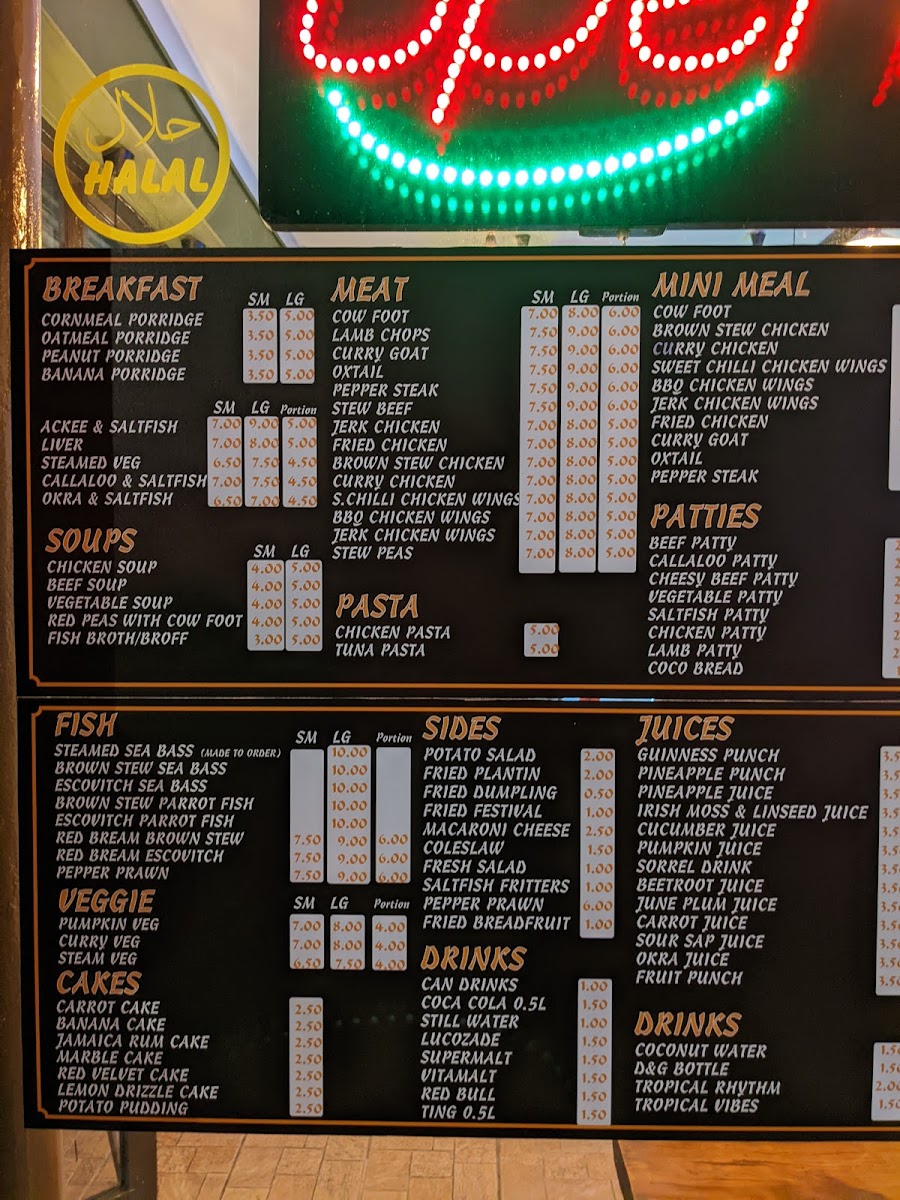 حلال
HALAL
BREAKFAST
SM LG
CORNMEAL PORRIDGE 3.50 5.00
OATMEAL PORRIDGE 3.50 5.00
PEANUT PORRIDGE 3.50 5.00
BANANA PORRIDGE 3.50 5.00
SM LG Portion
ACKEE & SALTFISH 7.00 9.00 5.00
LIVER 7.00 8.00 5.00
STEAMED VEG 6.50 7.50 4.50
CALLALOO & SALTFISH 7.00 7.50 4.50
OKRA & SALTFISH 6.50 7.00 4.50
SOUPS
SM LG
CHICKEN SOUP 4.00 5.00
BEEF SOUP 4.00 5.00
VEGETABLE SOUP 4.00 5.00
RED PEAS WITH COW FOOT 4.00 5.00
FISH BROTH/BROFF 3.00 5.00
MEAT
SM LG Portion
COW FOOT 7.00 8.00 6.00
LAMB CHOPS 7.50 9.00 6.00
CURRY GOAT 7.50 9.00 6.00
OXTAIL 7.50 9.00 6.00
PEPPER STEAK 7.50 9.00 6.00
STEW BEEF 7.50 9.00 6.00
JERK CHICKEN 7.00 8.00 5.00
FRIED CHICKEN 7.00 8.00 5.00
BROWN STEW CHICKEN 7.00 8.00 5.00
CURRY CHICKEN 7.00 8.00 5.00
S.CHILLI CHICKEN WINGS 7.00 8.00 5.00
BBQ CHICKEN WINGS 7.00 8.00 5.00
JERK CHICKEN WINGS 7.00 8.00 5.00
STEW PEAS 7.00 8.00 5.00
PASTA
CHICKEN PASTA 5.00
TUNA PASTA 5.00
MINI MEAL
COW FOOT
BROWN STEW CHICKEN
CURRY CHICKEN
SWEET CHILLI CHICKEN WINGS
BBQ CHICKEN WINGS
JERK CHICKEN WINGS
FRIED CHICKEN
CURRY GOAT
OXTAIL
PEPPER STEAK
PATTIES
BEEF PATTY
CALLALOO PATTY
CHEESY BEEF PATTY
VEGETABLE PATTY
SALTFISH PATTY
CHICKEN PATTY
LAMB PATTY
COCO BREAD
FISH
SM LG Portion
STEAMED SEA BASS (MADE TO ORDER) 10.00
BROWN STEW SEA BASS 10.00
ESCOVITCH SEA BASS 10.00
BROWN STEW PARROT FISH 10.00
ESCOVITCH PARROT FISH 10.00
RED BREAM BROWN STEW 7.50 9.00 6.00
RED BREAM ESCOVITCH 7.50 9.00 6.00
PEPPER PRAWN 7.50 9.00 6.00
VEGGIE
SM LG Portion
PUMPKIN VEG 7.00 8.00 4.00
CURRY VEG 7.00 8.00 4.00
STEAM VEG 6.50 7.50 4.00
CAKES
CARROT CAKE 2.50
BANANA CAKE 2.50
JAMAICA RUM CAKE 2.50
MARBLE CAKE 2.50
RED VELVET CAKE 2.50
LEMON DRIZZLE CAKE 2.50
POTATO PUDDING 2.50
SIDES
POTATO SALAD 2.00
FRIED PLANTIN 2.00
FRIED DUMPLING 0.50
FRIED FESTIVAL 1.00
MACARONI CHEESE 2.50
COLESLAW 1.50
FRESH SALAD 1.00
SALTFISH FRITTERS 1.00
PEPPER PRAWN 6.00
FRIED BREADFRUIT 1.00
DRINKS
CAN DRINKS 1.00
COCA COLA 0.5L 1.50
STILL WATER 1.00
LUCOZADE 1.50
SUPERMALT 1.50
VITAMALT 1.50
RED BULL 1.50
TING 0.5L 1.50
JUICES
GUINNESS PUNCH
PINEAPPLE PUNCH
PINEAPPLE JUICE
IRISH MOSS & LINSEED JUICE
CUCUMBER JUICE
PUMPKIN JUICE
SORREL DRINK
BEETROOT JUICE
JUNE PLUM JUICE
CARROT JUICE
SOUR SAP JUICE
OKRA JUICE
FRUIT PUNCH
DRINKS
COCONUT WATER
D&G BOTTLE
TROPICAL RHYTHM
TROPICAL VIBES